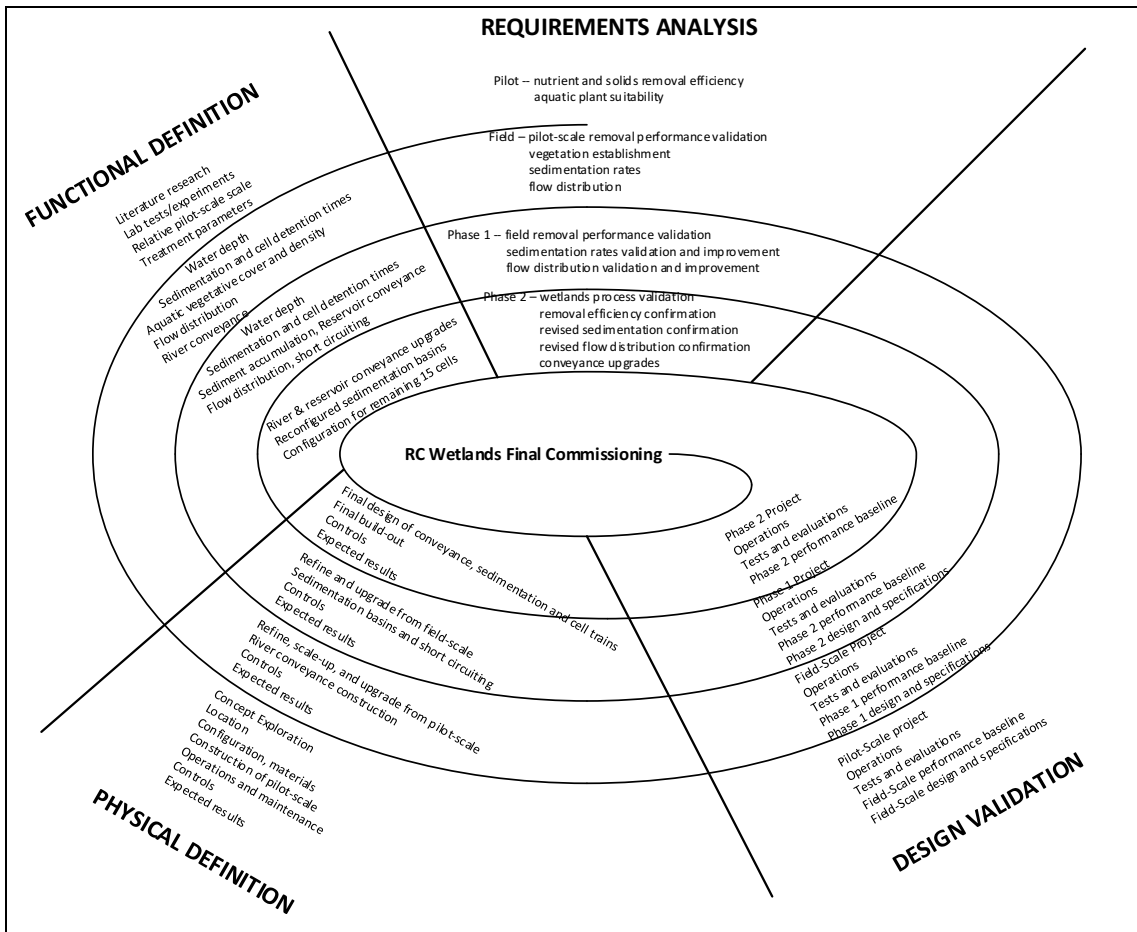 REQUIREMENTS ANALYSIS
Pilot -- nutrient and solids removal efficiency
aquatic plant suitability
Field – pilot-scale removal performance validation
vegetation establishment
sedimentation rates
flow distribution
Phase 1 -- field removal performance validation
sedimentation rates validation and improvement
flow distribution validation and improvement
Phase 2 – wetlands process validation
removal efficiency confirmation
revised sedimentation confirmation
revised flow distribution confirmation
conveyance upgrades
FUNCTIONAL DEFINITION
Literature research
Lab tests/experiments
Relative pilot-scale scale
Treatment parameters
Water depth
Sedimentation and cell detention times
Aquatic vegetative cover and density
Flow distribution
River conveyance
Water depth
Sedimentation and cell detention times
Sediment accumulation, Reservoir conveyance
Flow distribution, short circuiting
River & reservoir conveyance upgrades
Reconfigured sedimentation basins
Configuration for remaining 15 cells
RC Wetlands Final Commissioning
Final design of conveyance, sedimentation and cell trains
Final build-out
Controls
Expected results
Refine and upgrade from field-scale
Sedimentation basins and short circuiting
Controls
Expected results
Refine, scale-up, and upgrade from pilot-scale
River conveyance construction
Controls
Expected results
Concept Exploration
Location
Configuration, materials
Construction of pilot-scale
Operations and maintenance
Controls
Expected results
PHYSICAL DEFINITION
Phase 2 Project
Operations
Tests and evaluations
Phase 2 performance baseline
Phase 1 Project
Operations
Tests and evaluations
Phase 2 performance baseline
Phase 2 design and specifications
Field-Scale Project
Operations
Tests and evaluations
Phase 1 performance baseline
Phase 1 design and specifications
Pilot-Scale project
Operations
Tests and evaluations
Field-Scale performance baseline
Field-Scale design and specifications
DESIGN VALIDATION